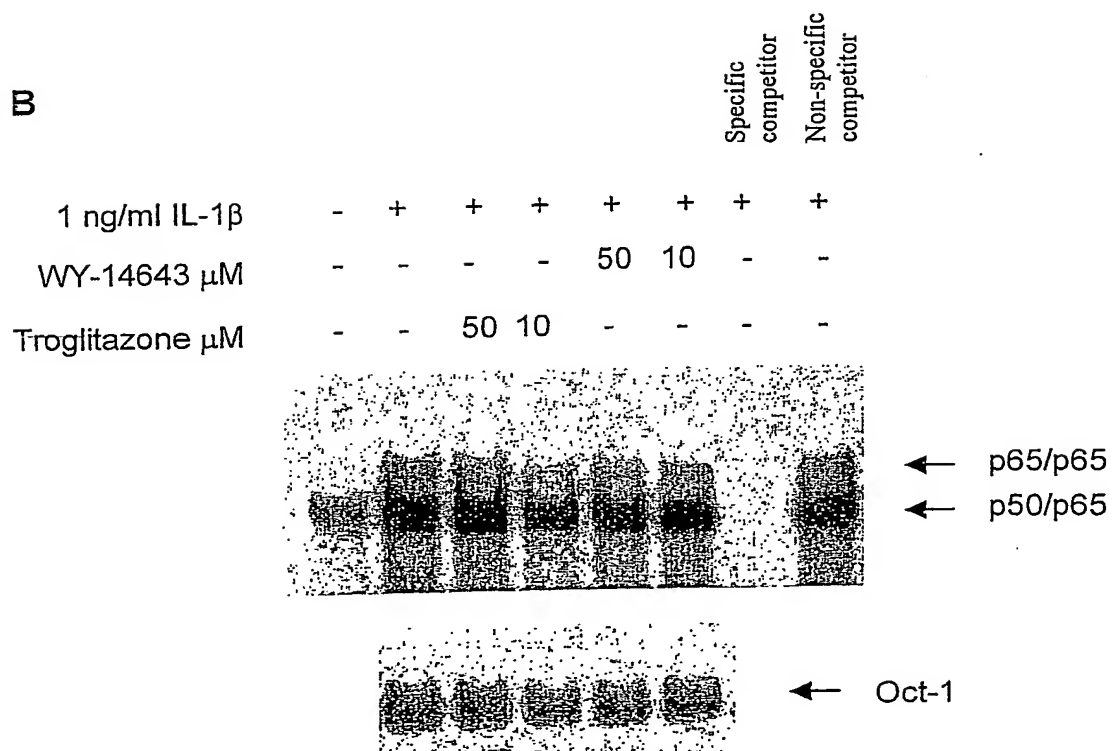 B
Specific
competitor
Non-specific
competitor
1 ng/ml IL-1β - + + + + + + +
WY-14643 μM - - - - 50 10 - -
Troglitazone μM - - 50 10 - - - -
p65/p65
p50/p65
Oct-1